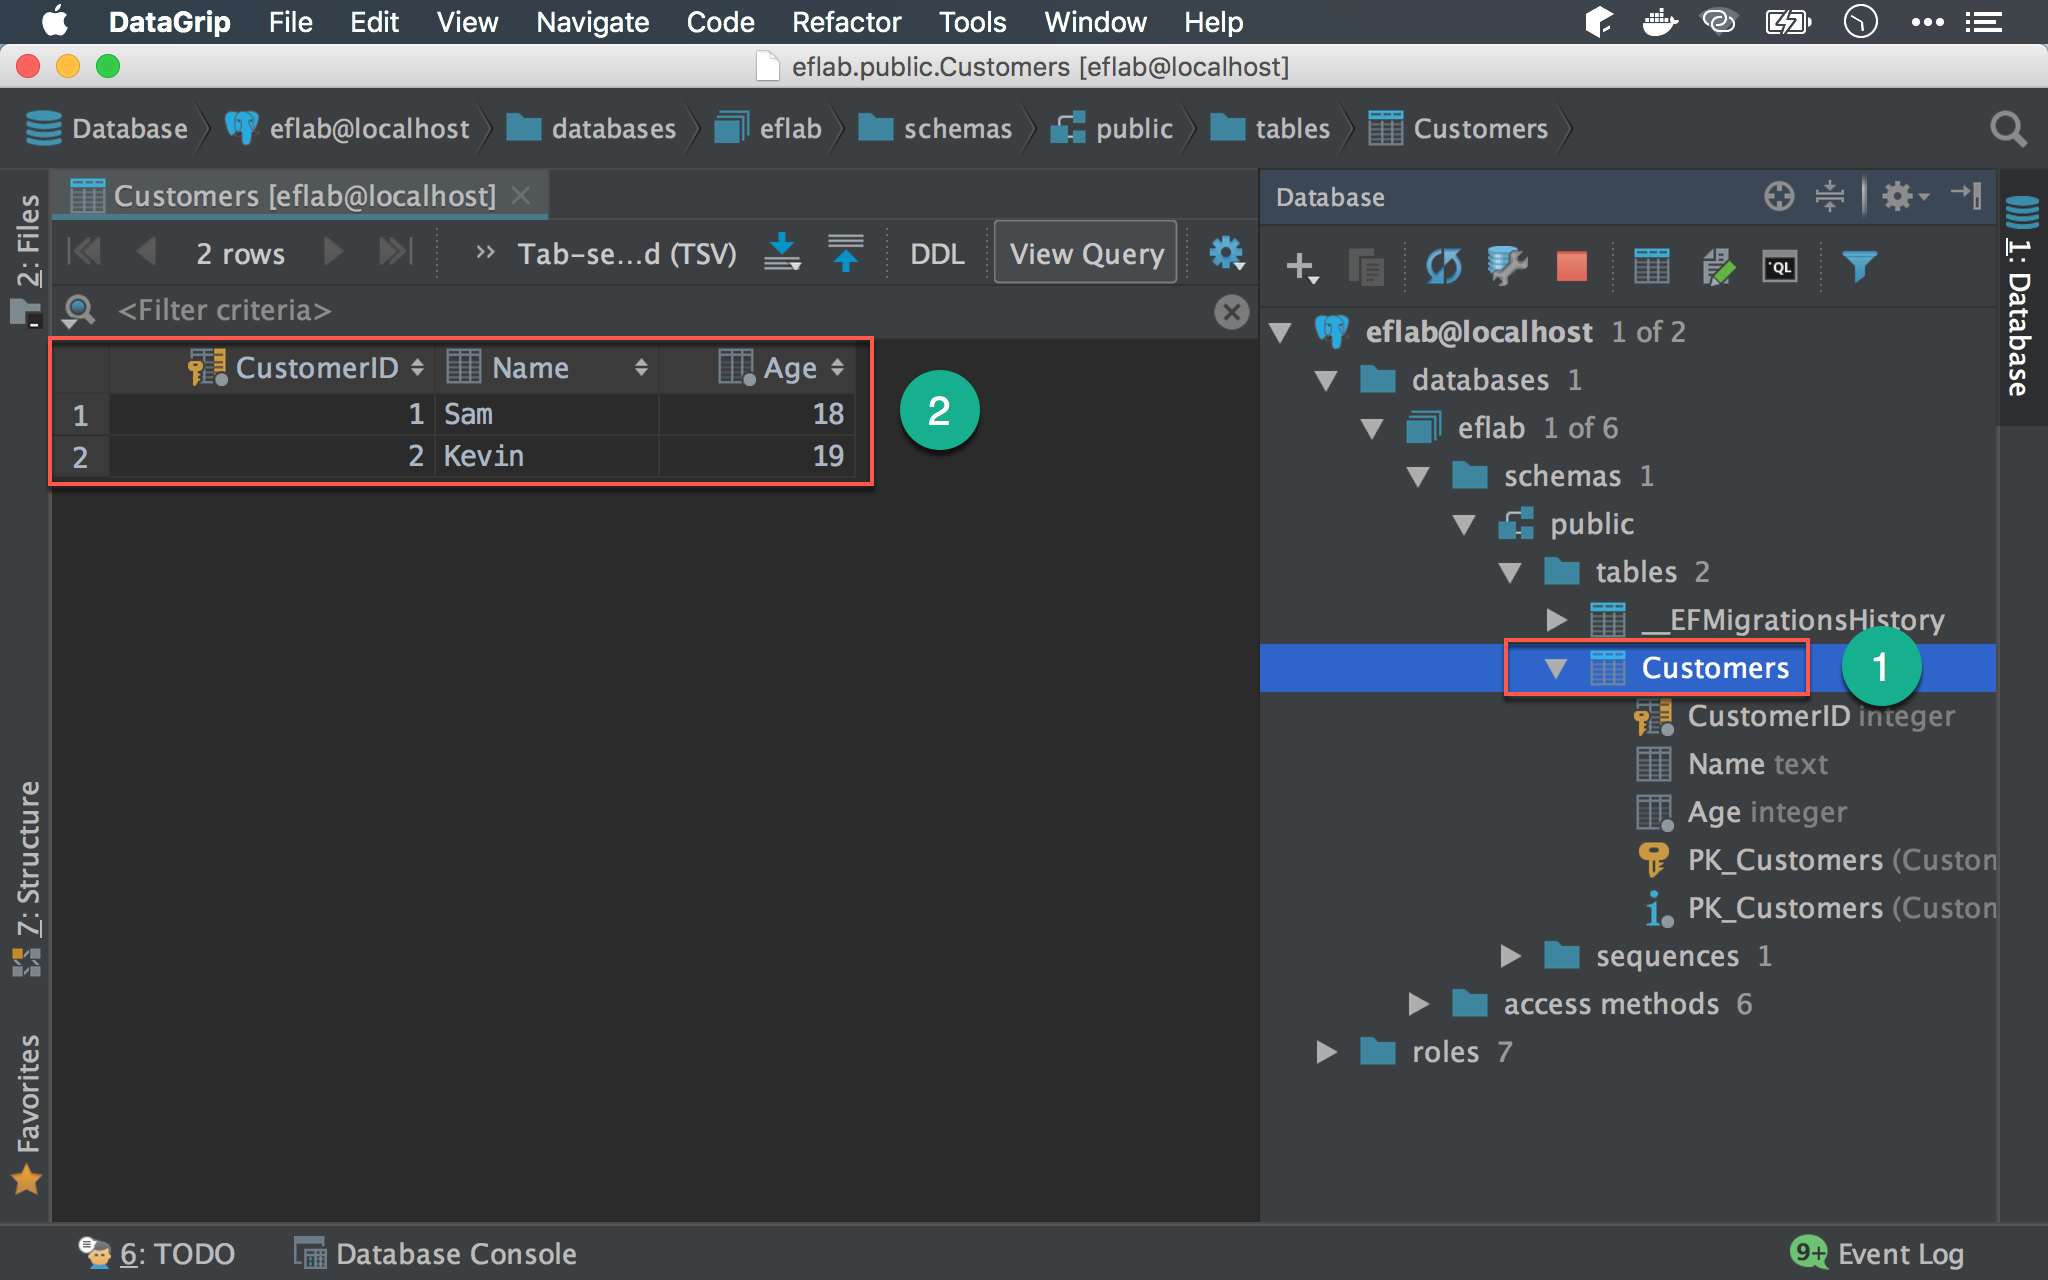 DataGrip File Edit View Navigate Code Refactor Tools Window Help
eflab.public.Customers [eflab@localhost]
Database eflab@localhost databases eflab schemas public tables Customers
2: Files
Customers [eflab@localhost]
2 rows Tab-se...d (TSV) DDL View Query
<Filter criteria>
CustomerID Name Age
1 1 Sam 18
2 2 Kevin 19
2
7: Structure
Favorites
Database
QL
eflab@localhost 1 of 2
databases 1
eflab 1 of 6
schemas 1
public
tables 2
__EFMigrationsHistory
Customers
1
CustomerID integer
Name text
Age integer
PK_Customers (Custon
PK_Customers (Custon
sequences 1
access methods 6
roles 7
1: Database
6: TODO Database Console 9+ Event Log